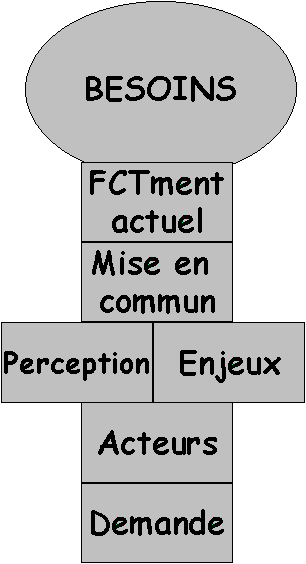 BESOINS
FCTment
actuel
Mise en
commun
Perception
Enjeux
Acteurs
Demande